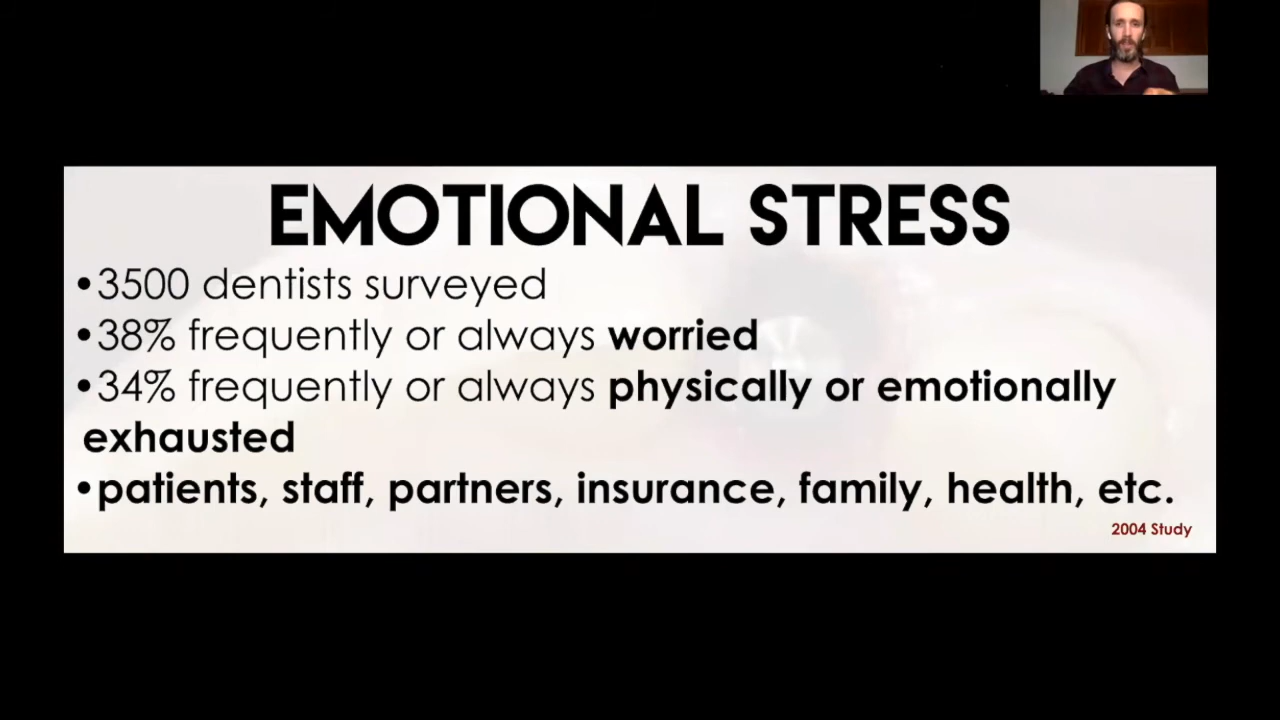 EMOTIONAL STRESS
•3500 dentists surveyed
•38% frequently or always worried
•34% frequently or always physically or emotionally
exhausted
•patients, staff, partners, insurance, family, health, etc.
2004 Study